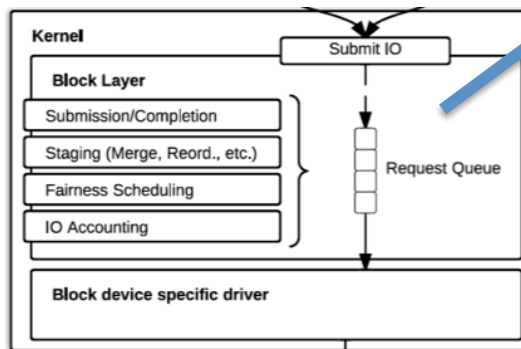 Kernel
Submit IO
Block Layer
Submission/Completion
Staging (Merge, Reord., etc.)
Fairness Scheduling
IO Accounting
Request Queue
Block device specific driver